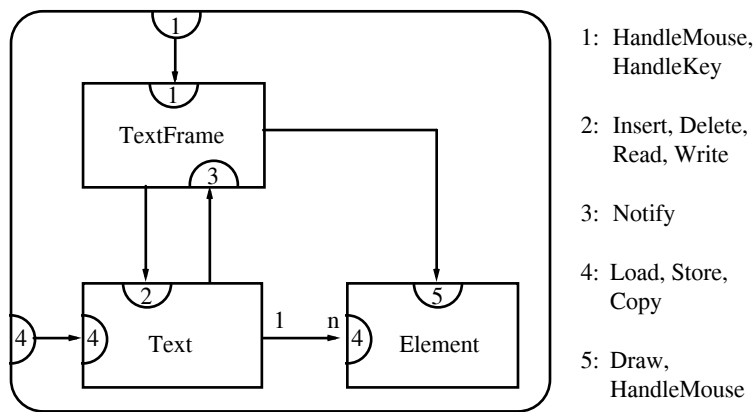 1
1
TextFrame
3
2
5
4
4
Text
1
n
4
Element
1: HandleMouse,
HandleKey
2: Insert, Delete,
Read, Write
3: Notify
4: Load, Store,
Copy
5: Draw,
HandleMouse